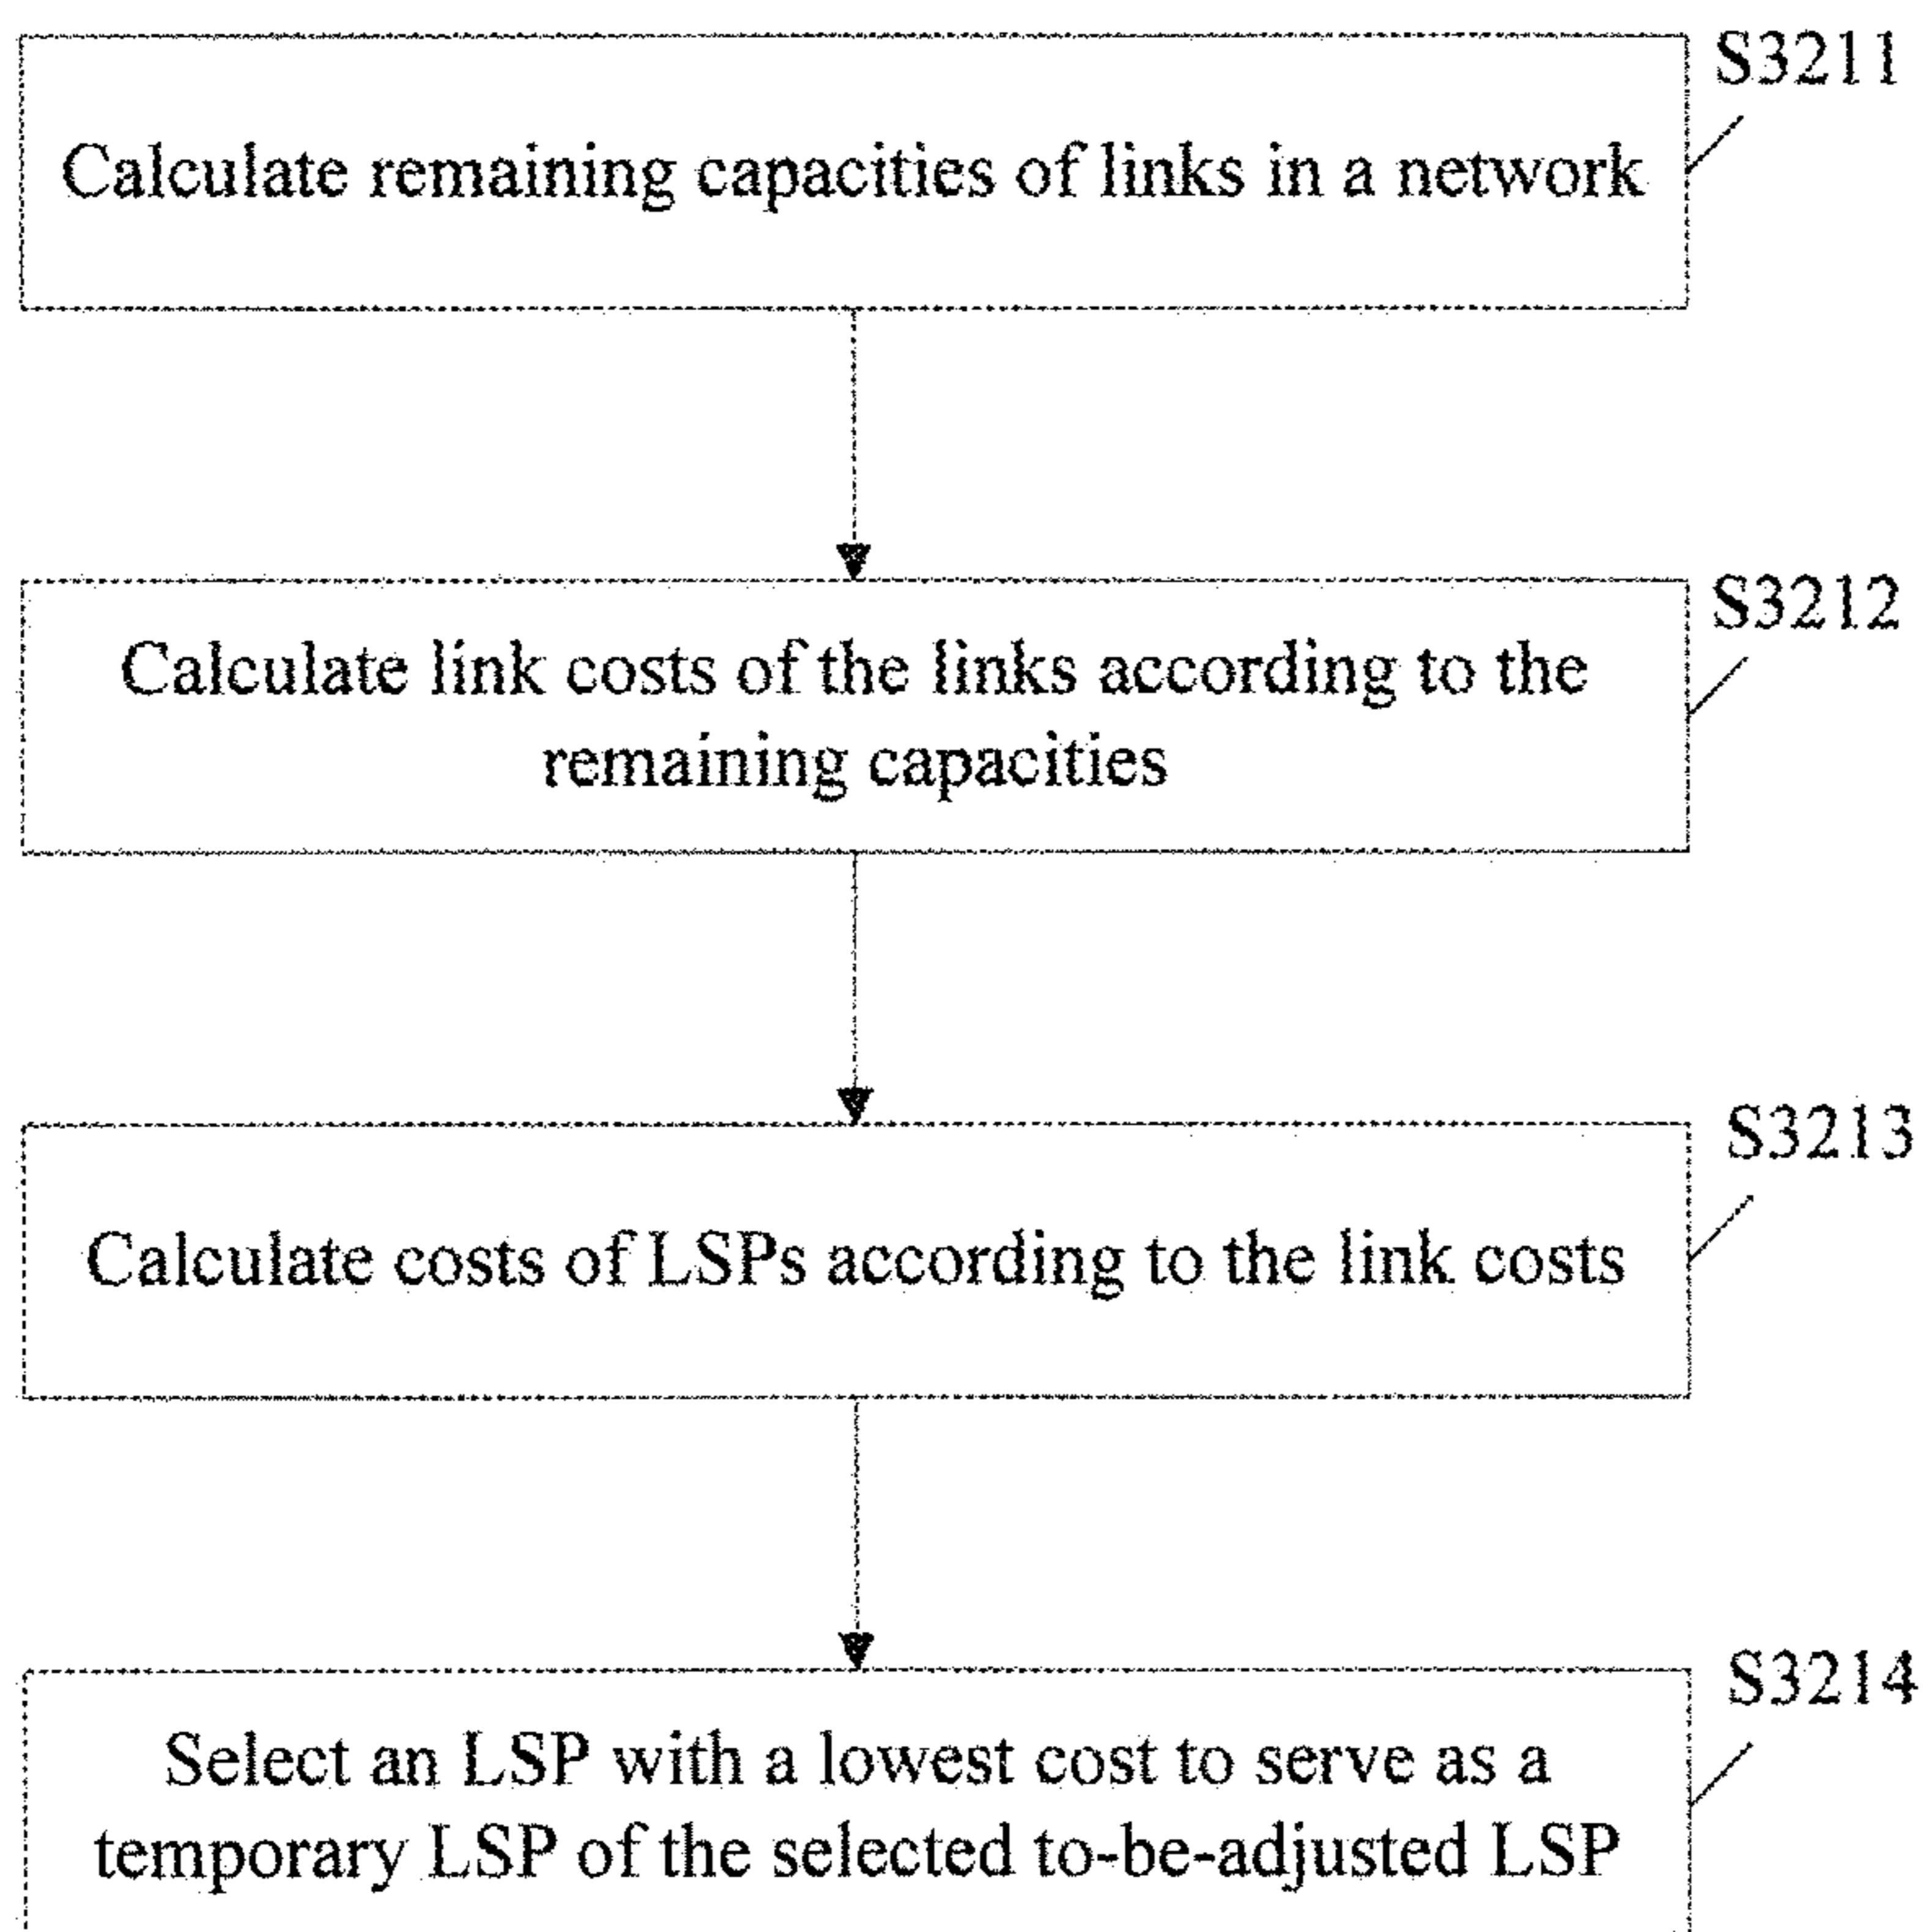 S3211
Calculate remaining capacities of links in a network
S3212
Calculate link costs of the links according to the
remaining capacities
S3213
Calculate costs of LSPs according to the link costs
S3214
Select an LSP with a lowest cost to serve as a
temporary LSP of the selected to-be-adjusted LSP